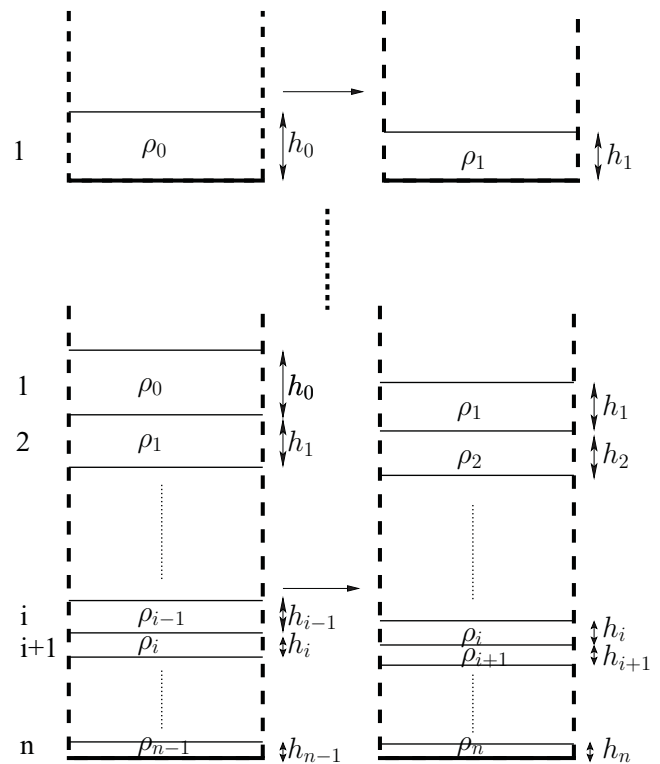 1 ρ₀ h₀ ρ₁ h₁
1 ρ₀ h₀ ρ₁ h₁
2 ρ₁ h₁ ρ₂ h₂
i ρᵢ₋₁ hᵢ₋₁ ρᵢ hᵢ
i+1 ρᵢ hᵢ ρᵢ₊₁ hᵢ₊₁
n ρₙ₋₁ hₙ₋₁ ρₙ hₙ